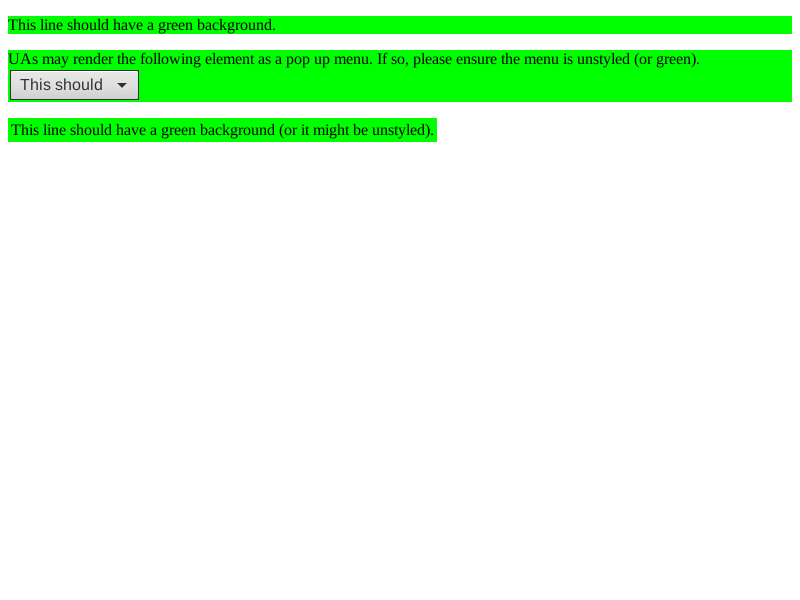 This line should have a green background.
UAs may render the following element as a pop up menu. If so, please ensure the menu is unstyled (or green).
This should
This line should have a green background (or it might be unstyled).